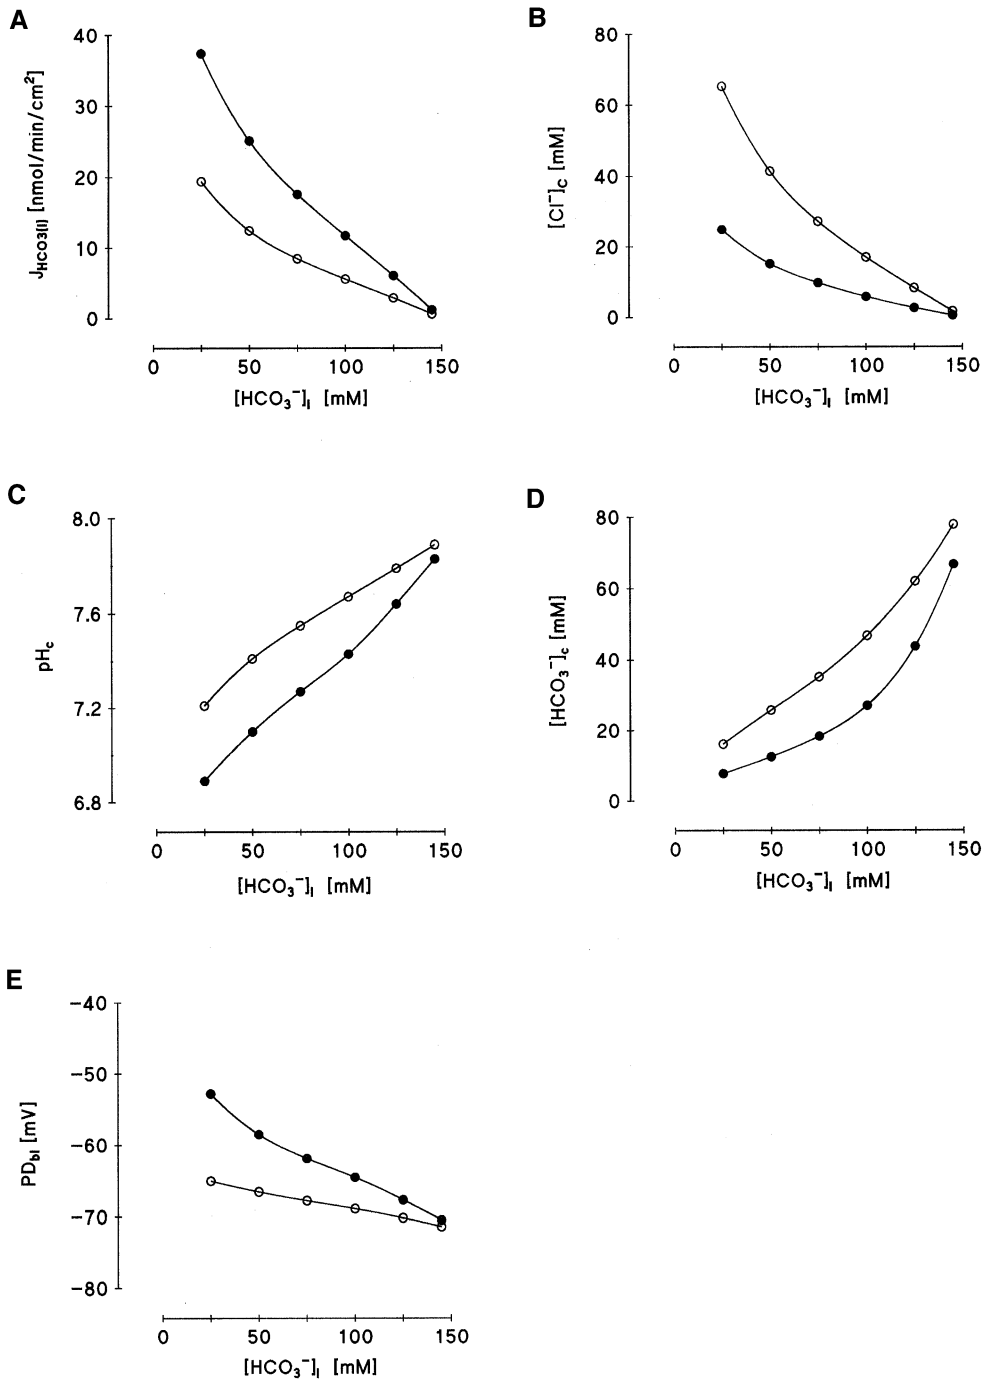 A
40
30
20
10
0
J_HCO3(l) [nmol/min/cm²]
0 50 100 150
[HCO₃⁻]ₗ [mM]
B
80
60
40
20
0
[Cl⁻]c [mM]
0 50 100 150
[HCO₃⁻]ₗ [mM]
C
8.0
7.6
7.2
6.8
pHc
0 50 100 150
[HCO₃⁻]ₗ [mM]
D
80
60
40
20
0
[HCO₃⁻]c [mM]
0 50 100 150
[HCO₃⁻]ₗ [mM]
E
−40
−50
−60
−70
−80
PDbl [mV]
0 50 100 150
[HCO₃⁻]ₗ [mM]